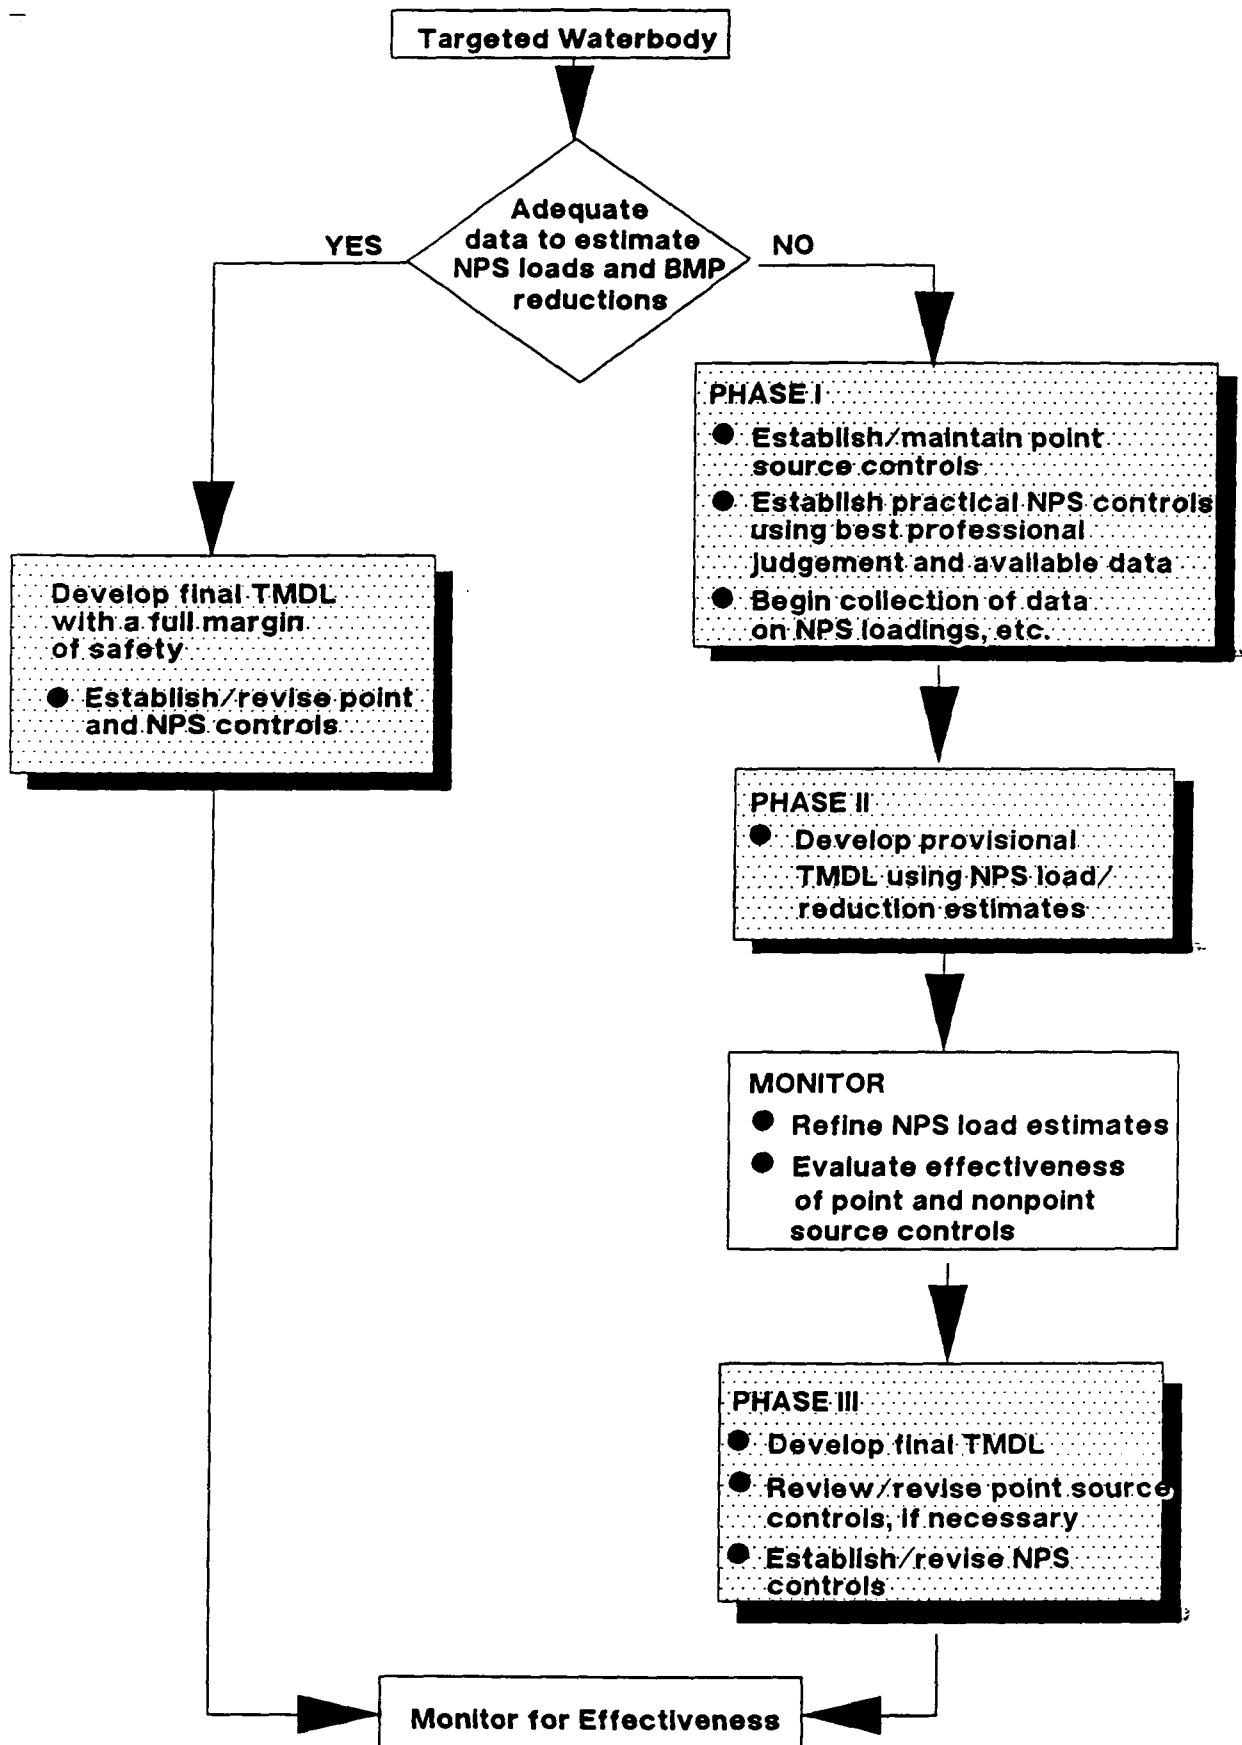 Targeted Waterbody
Adequate
data to estimate
NPS loads and BMP
reductions
YES
NO
PHASE I
● Establish/maintain point
source controls
● Establish practical NPS controls
using best professional
judgement and available data
● Begin collection of data
on NPS loadings, etc.
Develop final TMDL
with a full margin
of safety
● Establish/revise point
and NPS controls
PHASE II
● Develop provisional
TMDL using NPS load/
reduction estimates
MONITOR
● Refine NPS load estimates
● Evaluate effectiveness
of point and nonpoint
source controls
PHASE III
● Develop final TMDL
● Review/revise point source
controls, if necessary
● Establish/revise NPS
controls
Monitor for Effectiveness